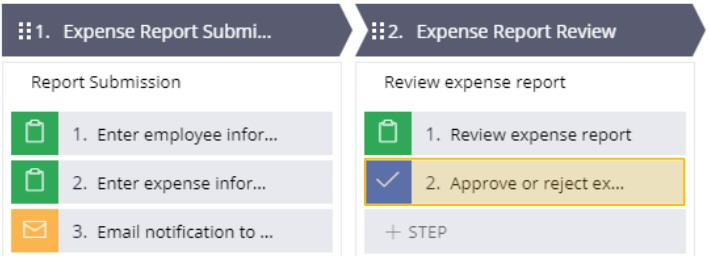 1. Expense Report Submi...
Report Submission
1. Enter employee infor...
2. Enter expense infor...
3. Email notification to ...
2. Expense Report Review
Review expense report
1. Review expense report
2. Approve or reject ex...
+ STEP